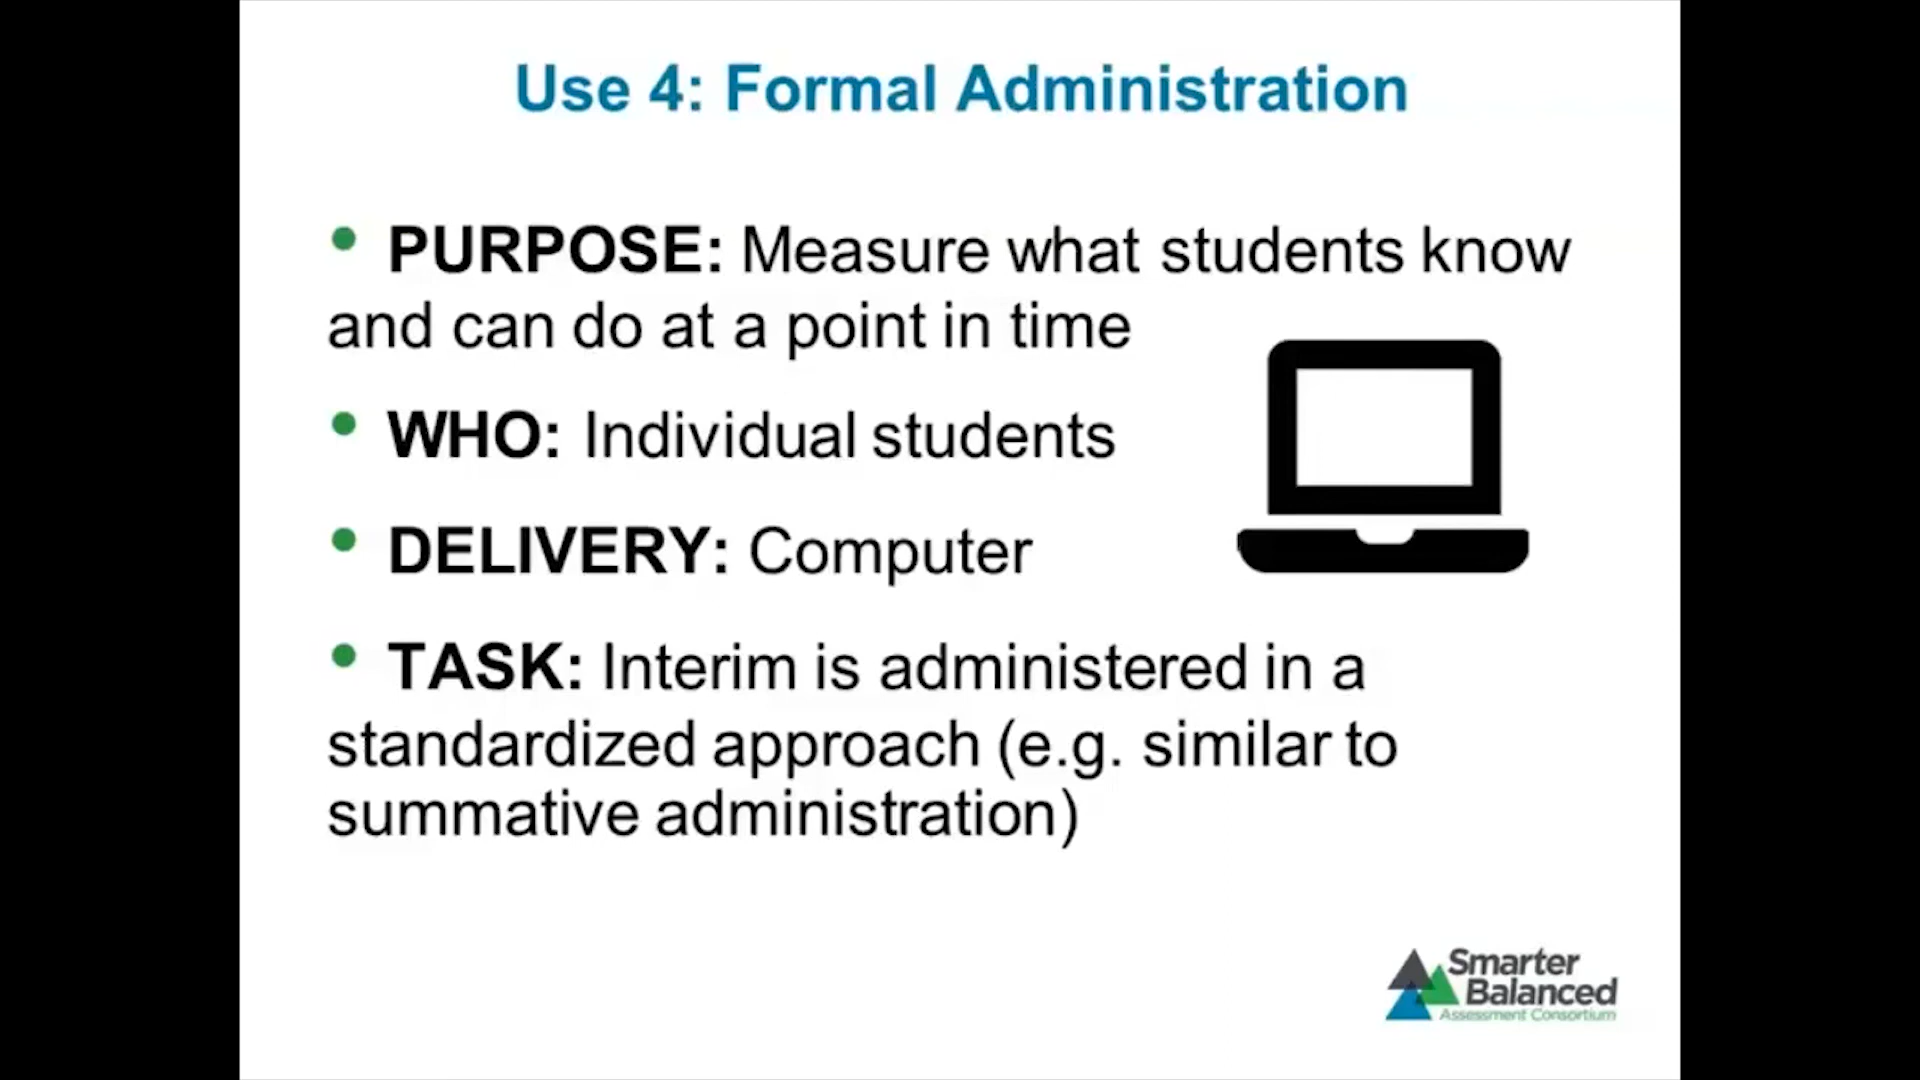 Use 4: Formal Administration
• PURPOSE: Measure what students know
and can do at a point in time
• WHO: Individual students
• DELIVERY: Computer
• TASK: Interim is administered in a
standardized approach (e.g. similar to
summative administration)
Smarter
Balanced
Assessment Consortium